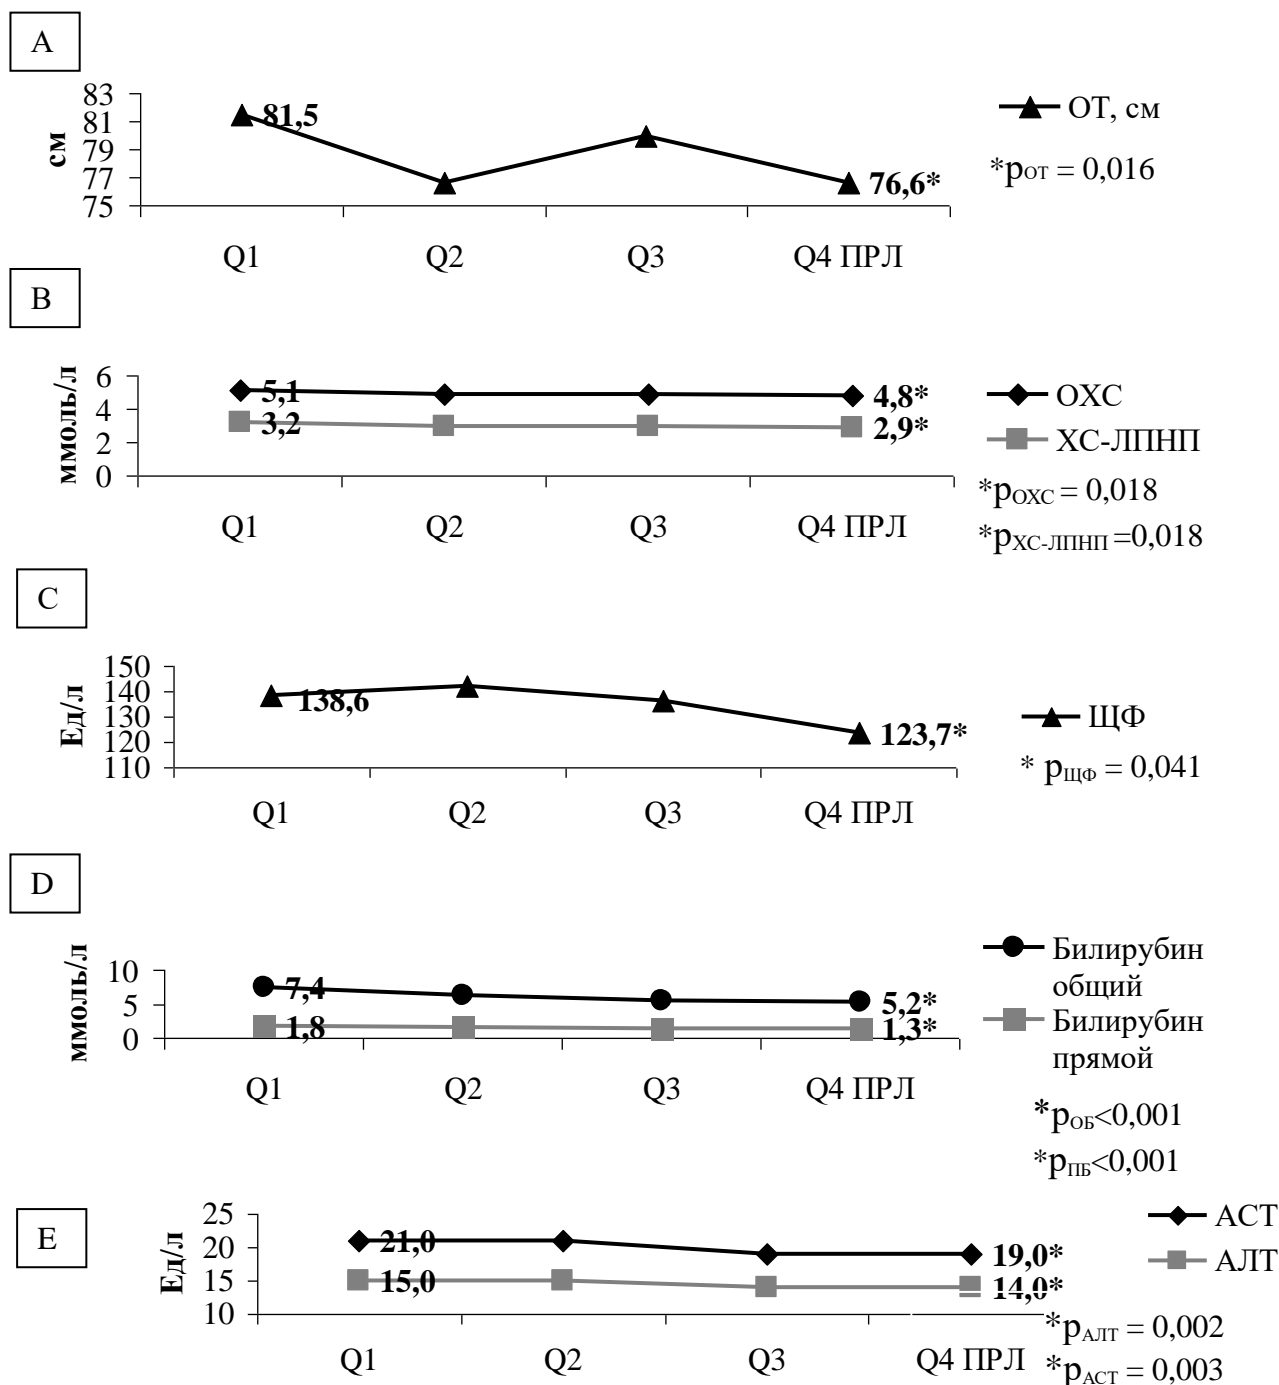 A
83
81
79
77
75
см
81,5
76,6*
Q1 Q2 Q3 Q4 ПРЛ
ОТ, см
*pОТ = 0,016
B
6
4
2
0
ммоль/л
5,1
3,2
4,8*
2,9*
Q1 Q2 Q3 Q4 ПРЛ
ОХС
ХС-ЛПНП
*pОХС = 0,018
*pХС-ЛПНП =0,018
C
150
140
130
120
110
Ед/л
138,6
123,7*
Q1 Q2 Q3 Q4 ПРЛ
ЩФ
* pЩФ = 0,041
D
10
5
0
ммоль/л
7,4
1,8
5,2*
1,3*
Q1 Q2 Q3 Q4 ПРЛ
Билирубин
общий
Билирубин
прямой
*pОБ<0,001
*pПБ<0,001
E
25
20
15
10
Ед/л
21,0
15,0
19,0*
14,0*
Q1 Q2 Q3 Q4 ПРЛ
АСТ
АЛТ
*pАЛТ = 0,002
*pАСТ = 0,003